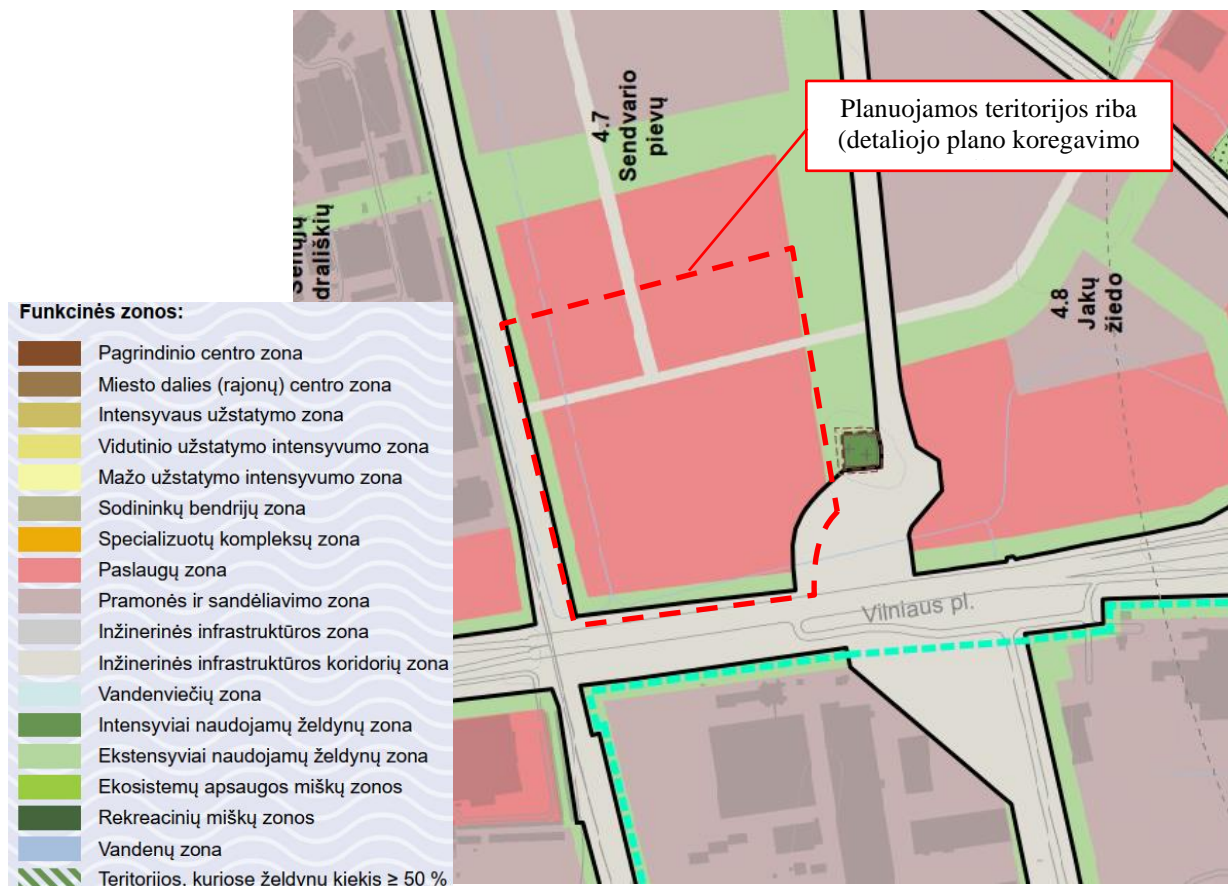 Planuojamos teritorijos riba
(detaliojo plano koregavimo
4.7
Sendvario
pievų
4.8
Jakų
žiedo
drališkių
Vilniaus pl.
Funkcinės zonos:
Pagrindinio centro zona
Miesto dalies (rajonų) centro zona
Intensyvaus užstatymo zona
Vidutinio užstatymo intensyvumo zona
Mažo užstatymo intensyvumo zona
Sodininkų bendrijų zona
Specializuotų kompleksų zona
Paslaugų zona
Pramonės ir sandėliavimo zona
Inžinerinės infrastruktūros zona
Inžinerinės infrastruktūros koridorių zona
Vandenviečių zona
Intensyviai naudojamų želdynų zona
Ekstensyviai naudojamų želdynų zona
Ekosistemų apsaugos miškų zonos
Rekreacinių miškų zonos
Vandenų zona
Teritorijos, kuriose želdynų kiekis ≥ 50 %